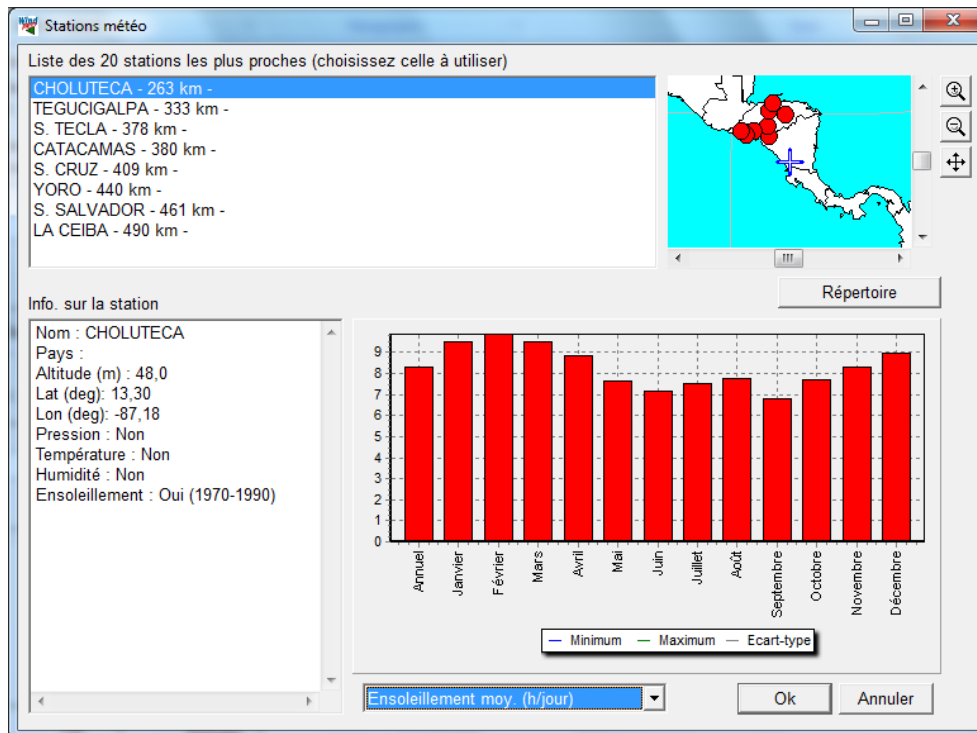 Wind
Stations météo
Liste des 20 stations les plus proches (choisissez celle à utiliser)
CHOLUTECA - 263 km -
TEGUCIGALPA - 333 km -
S. TECLA - 378 km -
CATACAMAS - 380 km -
S. CRUZ - 409 km -
YORO - 440 km -
S. SALVADOR - 461 km -
LA CEIBA - 490 km -
Répertoire
Info. sur la station
Nom : CHOLUTECA
Pays :
Altitude (m) : 48,0
Lat (deg): 13,30
Lon (deg): -87,18
Pression : Non
Température : Non
Humidité : Non
Ensoleillement : Oui (1970-1990)
9
8
7
6
5
4
3
2
1
0
Annuel
Janvier
Février
Mars
Avril
Mai
Juin
Juillet
Août
Septembre
Octobre
Novembre
Décembre
Minimum
Maximum
Ecart-type
Ensoleillement moy. (h/jour)
Ok
Annuler